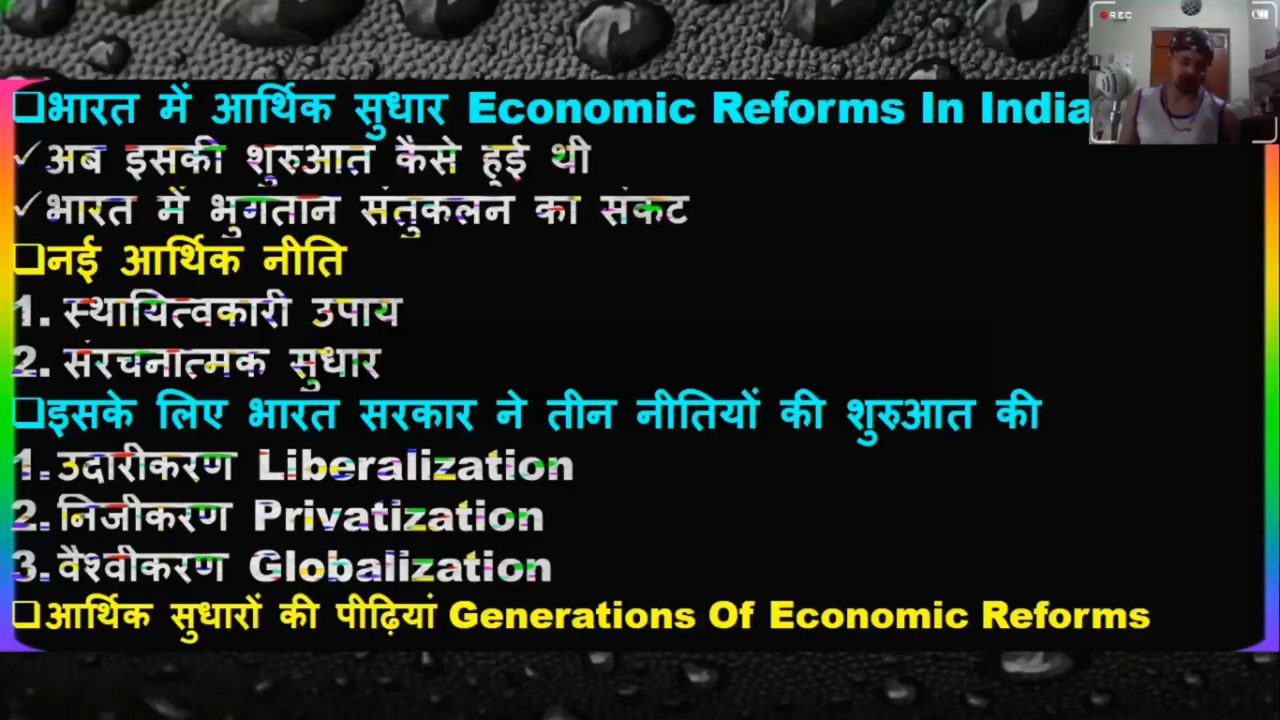 ❑भारत में आर्थिक सुधार Economic Reforms In India
✓अब इसकी शुरुआत कैसे हुई थी
✓भारत में भुगतान संतुकलन का संकट
❑नई आर्थिक नीति
1. स्थायित्वकारी उपाय
2. संरचनात्मक सुधार
❑इसके लिए भारत सरकार ने तीन नीतियों की शुरुआत की
1. उदारीकरण Liberalization
2. निजीकरण Privatization
3. वैश्वीकरण Globalization
❑आर्थिक सुधारों की पीढ़ियां Generations Of Economic Reforms
REC